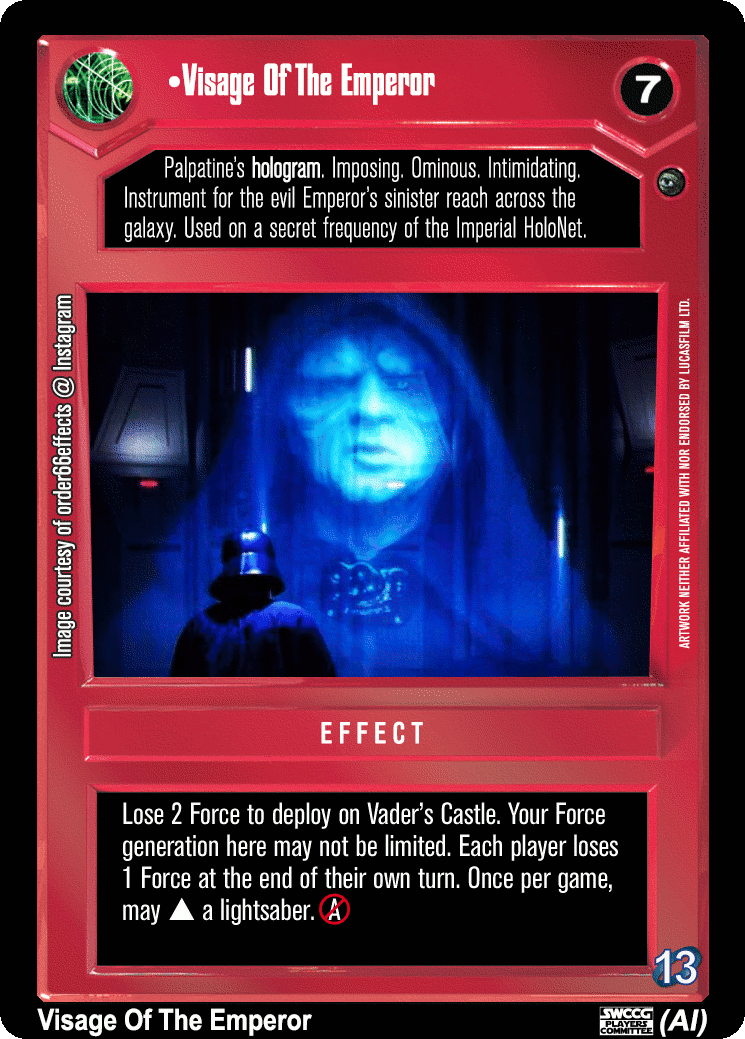 •Visage Of The Emperor
7
Palpatine's hologram. Imposing. Ominous. Intimidating.
Instrument for the evil Emperor's sinister reach across the
galaxy. Used on a secret frequency of the Imperial HoloNet.
Image courtesy of order66effects @ Instagram
ARTWORK NEITHER AFFILIATED WITH NOR ENDORSED BY LUCASFILM LTD.
EFFECT
Lose 2 Force to deploy on Vader's Castle. Your Force
generation here may not be limited. Each player loses
1 Force at the end of their own turn. Once per game,
may ▲ a lightsaber. A
13
Visage Of The Emperor
SWCCG
PLAYERS
COMMITTEE
(AI)